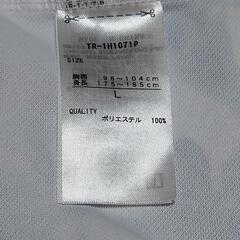 TR-1H1071P
SIZE
胸囲 96～104cm
身長 175～185cm
L
QUALITY
ポリエステル 100%